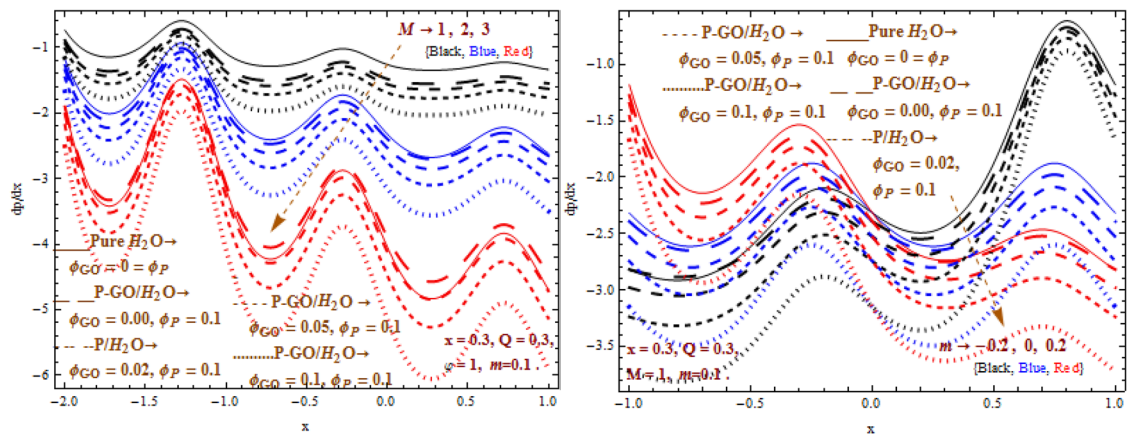 M → 1, 2, 3
{Black, Blue, Red}
dp/dx
−1
−2
−3
−4
−5
−6
Pure H2O→
ϕGO = 0 = ϕP
P-GO/H2O→
ϕGO = 0.00, ϕP = 0.1
P/H2O→
ϕGO = 0.02, ϕP = 0.1
P-GO/H2O →
ϕGO = 0.05, ϕP = 0.1
P-GO/H2O→
ϕGO = 0.1, ϕP = 0.1
x = 0.3, Q = 0.3,
= 1, m=0.1 .
−2.0 −1.5 −1.0 −0.5 0.0 0.5 1.0
x
P-GO/H2O → Pure H2O→
ϕGO = 0.05, ϕP = 0.1 ϕGO = 0 = ϕP
P-GO/H2O→ P-GO/H2O→
ϕGO = 0.1, ϕP = 0.1 ϕGO = 0.00, ϕP = 0.1
P/H2O→
ϕGO = 0.02,
ϕP = 0.1
dp/dx
−1.0
−1.5
−2.0
−2.5
−3.0
−3.5
x = 0.3, Q = 0.3,
M = 1, m=0.1 .
m → −0.2 , 0, 0.2
{Black, Blue, Red}
−1.0 −0.5 0.0 0.5 1.0
x